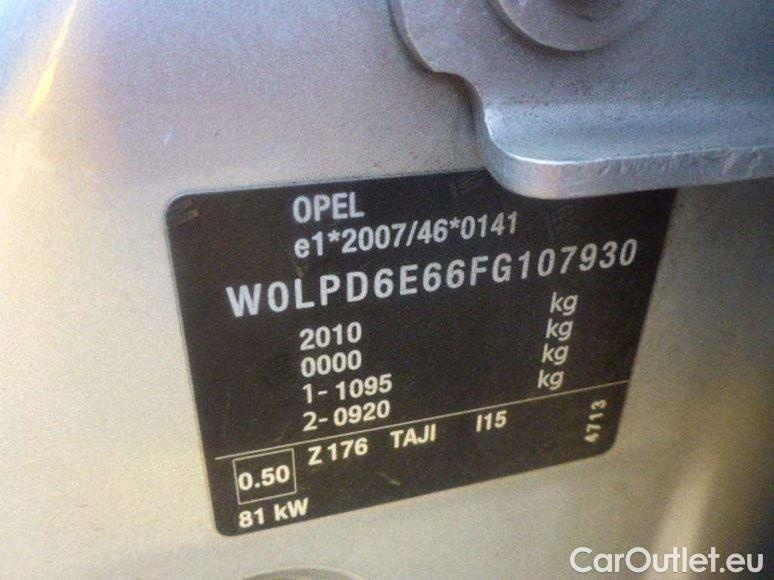 OPEL
e1*2007/46*0141
W0LPD6E66FG107930
2010 kg
0000 kg
1-1095 kg
2-0920 kg
0.50 Z176 TAJI I15 4713
81 kW
CarOutlet.eu